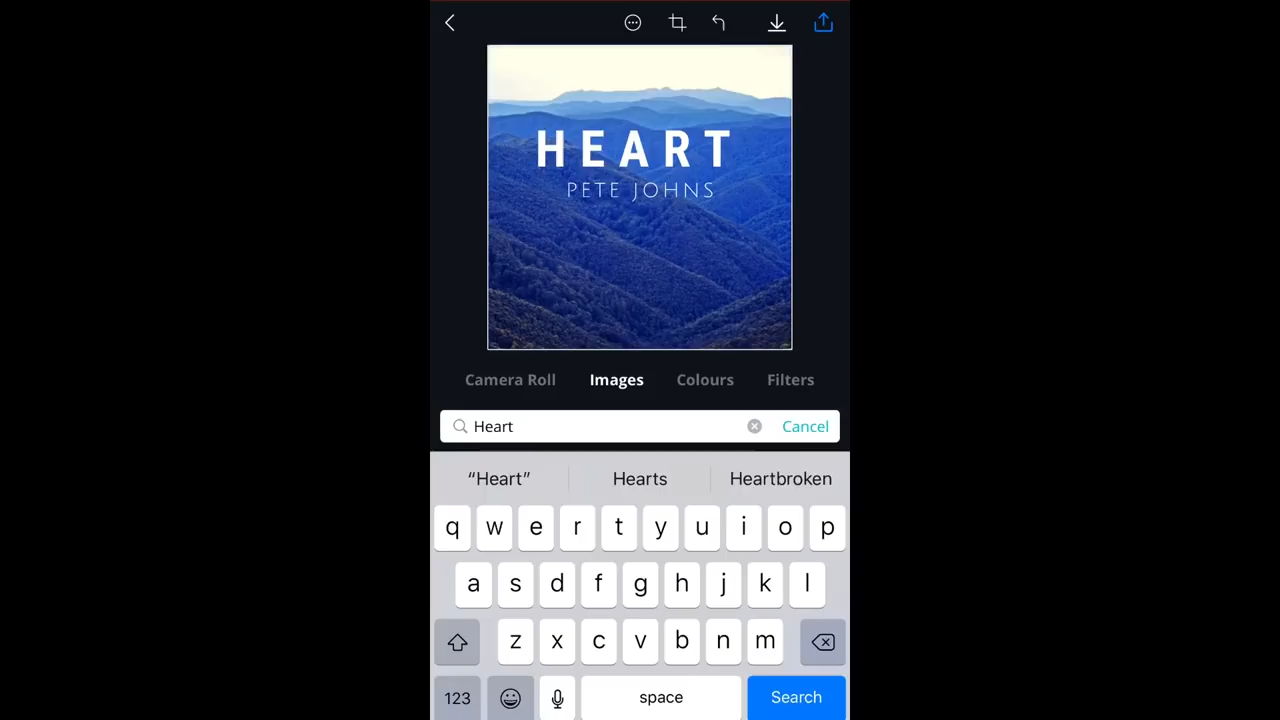 HEART
PETE JOHNS
Camera Roll Images Colours Filters
Heart Cancel
“Heart” Hearts Heartbroken
q w e r t y u i o p
a s d f g h j k l
z x c v b n m
123 space Search